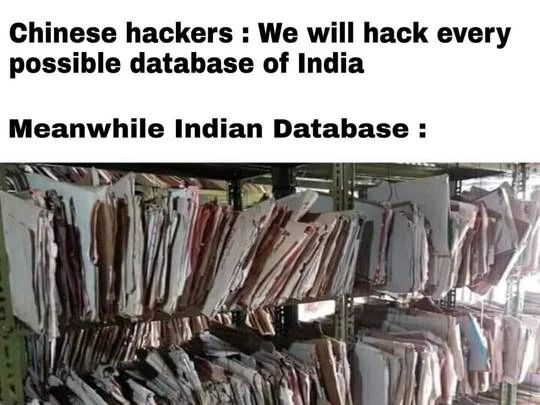 Chinese hackers : We will hack every
possible database of India
Meanwhile Indian Database :